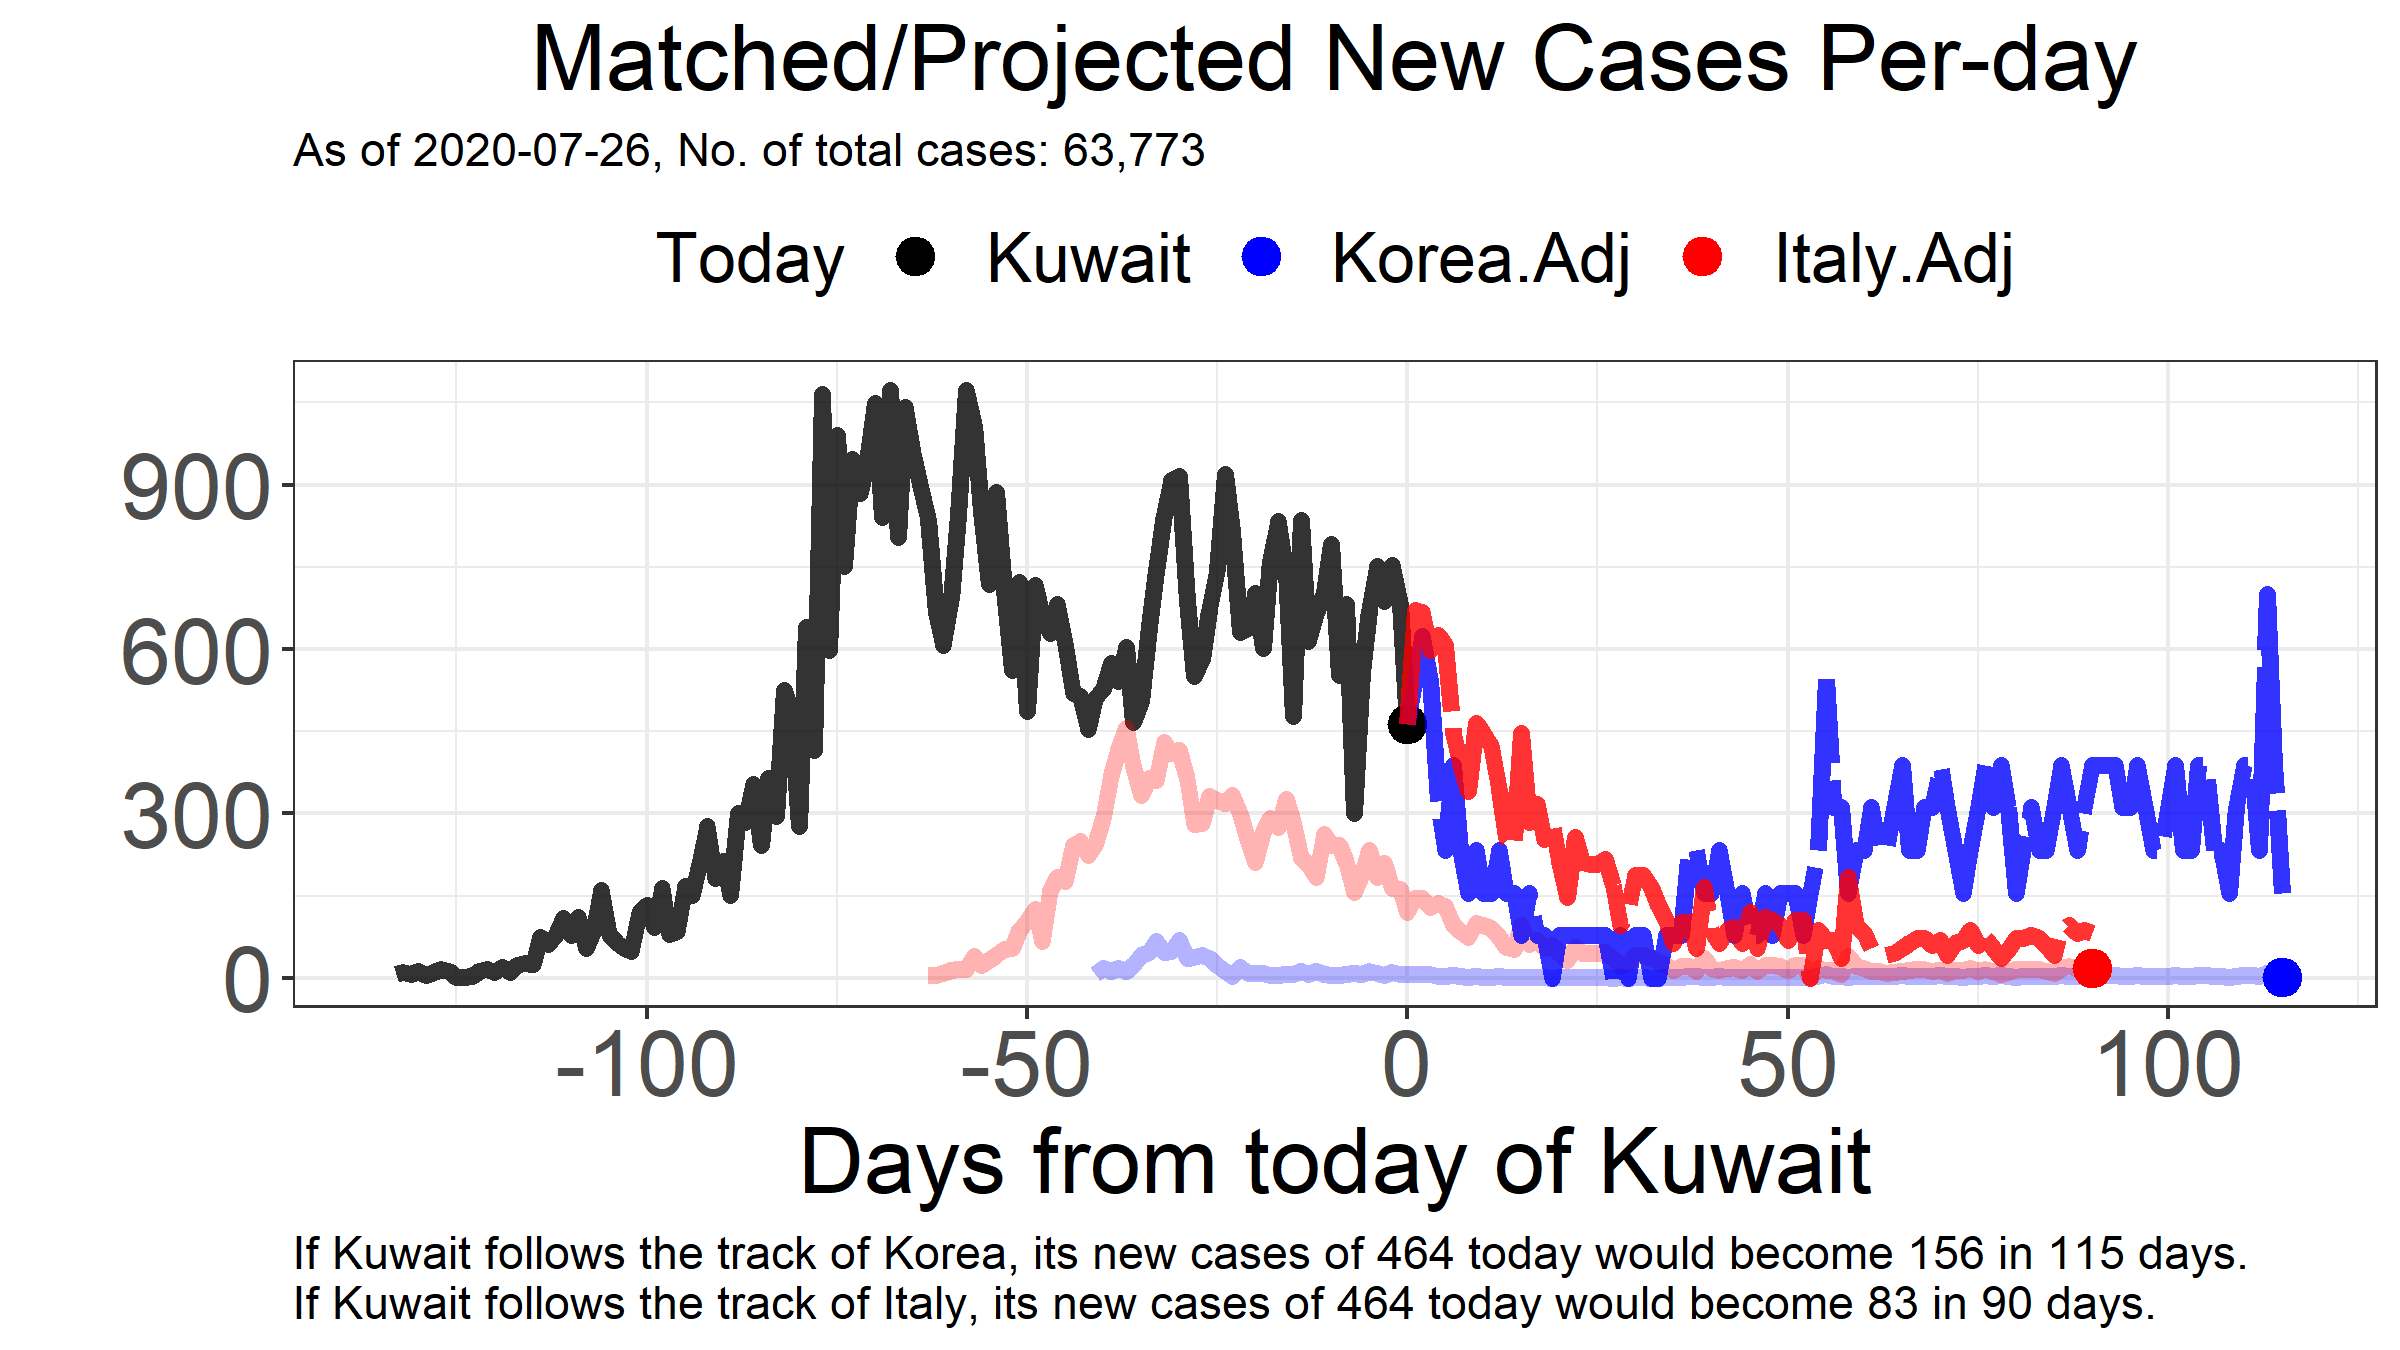 Matched/Projected New Cases Per-day
As of 2020-07-26, No. of total cases: 63,773
Today Kuwait Korea.Adj Italy.Adj
900
600
300
0
-100 -50 0 50 100
Days from today of Kuwait
If Kuwait follows the track of Korea, its new cases of 464 today would become 156 in 115 days.
If Kuwait follows the track of Italy, its new cases of 464 today would become 83 in 90 days.